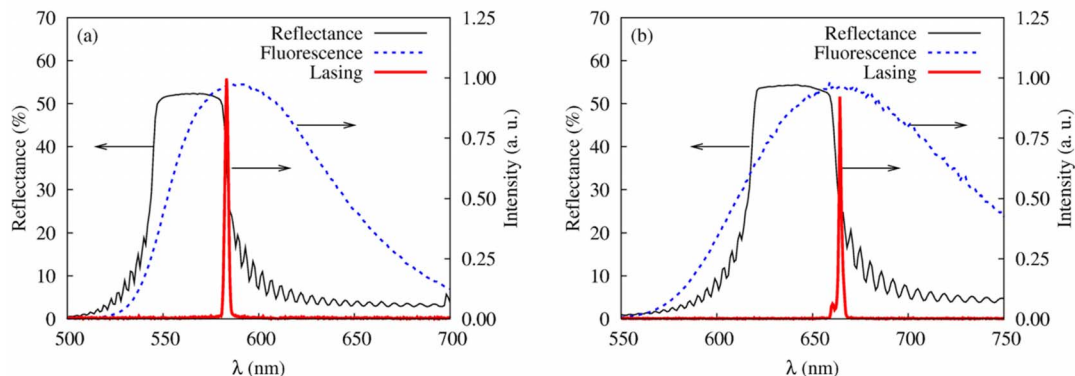 (a)
Reflectance
Fluorescence
Lasing
Reflectance (%)
70
60
50
40
30
20
10
0
1.25
1.00
0.75
0.50
0.25
0.00
Intensity (a. u.)
500 550 600 650 700
λ (nm)
(b)
Reflectance
Fluorescence
Lasing
Reflectance (%)
70
60
50
40
30
20
10
0
1.25
1.00
0.75
0.50
0.25
0.00
Intensity (a. u.)
550 600 650 700 750
λ (nm)